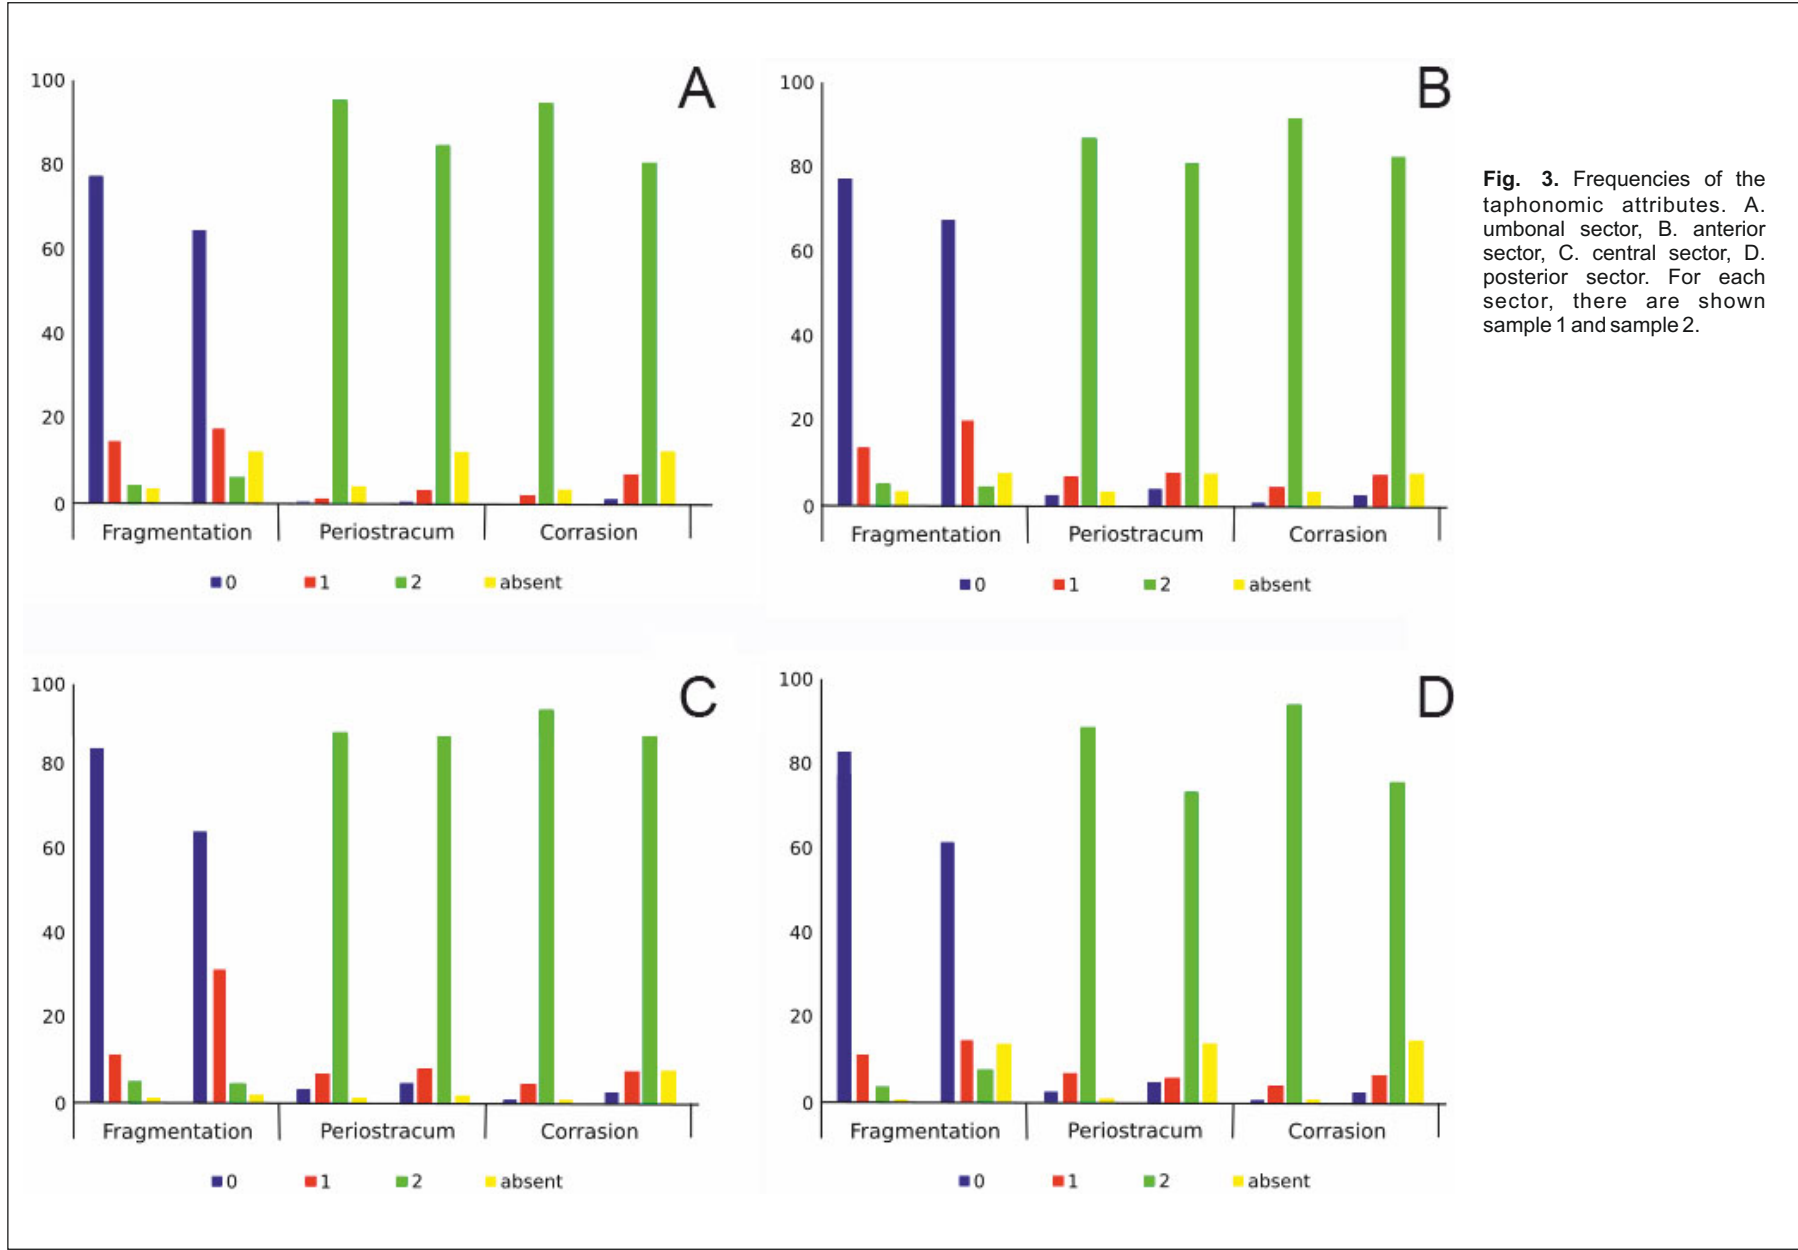 A
100
80
60
40
20
0
Fragmentation Periostracum Corrasion
0 1 2 absent
B
100
80
60
40
20
0
Fragmentation Periostracum Corrasion
0 1 2 absent
Fig. 3. Frequencies of the
taphonomic attributes. A.
umbonal sector, B. anterior
sector, C. central sector, D.
posterior sector. For each
sector, there are shown
sample 1 and sample 2.
C
100
80
60
40
20
0
Fragmentation Periostracum Corrasion
0 1 2 absent
D
100
80
60
40
20
0
Fragmentation Periostracum Corrasion
0 1 2 absent